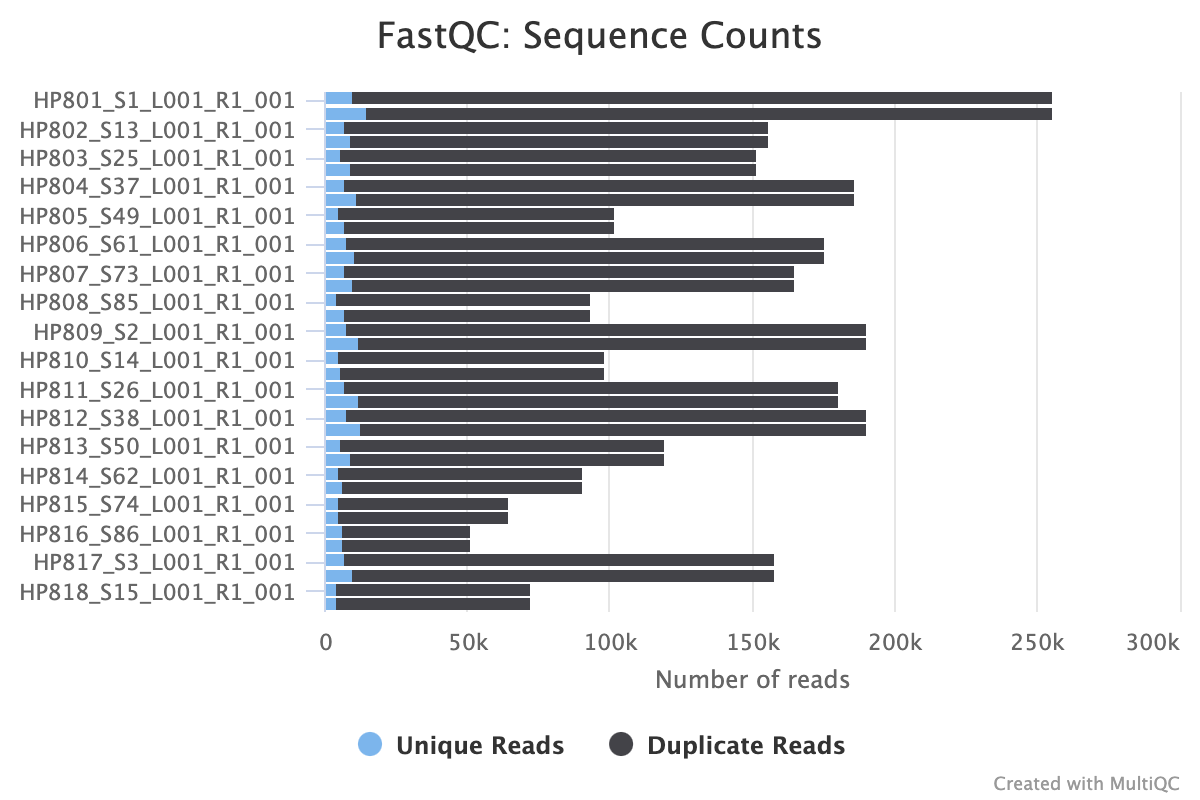 FastQC: Sequence Counts
HP801_S1_L001_R1_001
HP802_S13_L001_R1_001
HP803_S25_L001_R1_001
HP804_S37_L001_R1_001
HP805_S49_L001_R1_001
HP806_S61_L001_R1_001
HP807_S73_L001_R1_001
HP808_S85_L001_R1_001
HP809_S2_L001_R1_001
HP810_S14_L001_R1_001
HP811_S26_L001_R1_001
HP812_S38_L001_R1_001
HP813_S50_L001_R1_001
HP814_S62_L001_R1_001
HP815_S74_L001_R1_001
HP816_S86_L001_R1_001
HP817_S3_L001_R1_001
HP818_S15_L001_R1_001
0 50k 100k 150k 200k 250k 300k
Number of reads
Unique Reads Duplicate Reads
Created with MultiQC